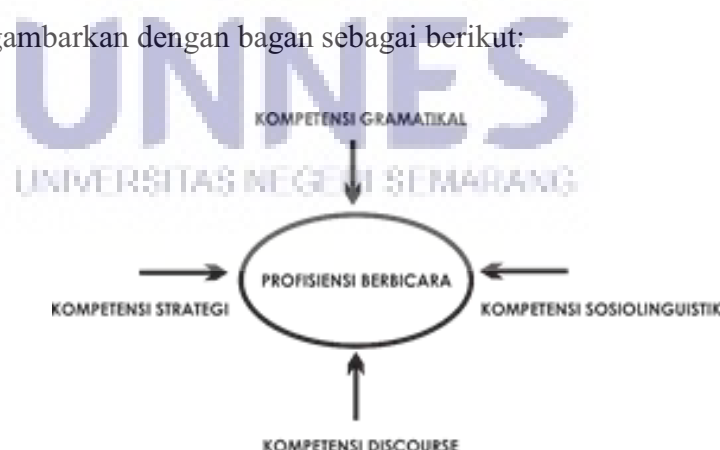 gambarkan dengan bagan sebagai berikut:
UNNES
KOMPETENSI GRAMATIKAL
UNIVERSITAS NEGERI SEMARANG
PROFISIENSI BERBICARA
KOMPETENSI STRATEGI
KOMPETENSI SOSIOLINGUISTIK
KOMPETENSI DISCOURSE